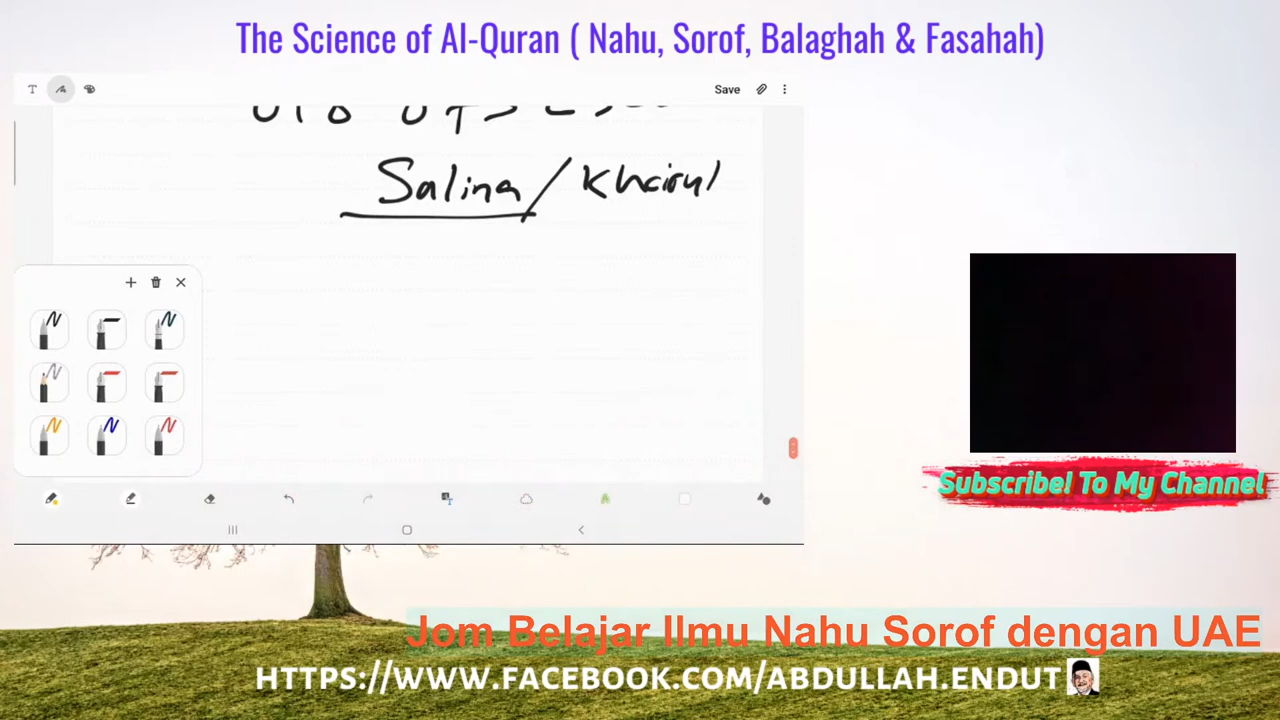 The Science of Al-Quran ( Nahu, Sorof, Balaghah & Fasahah)
T
Save
Salina / Khairul
Subscribe! To My Channel
Jom Belajar Ilmu Nahu Sorof dengan UAE
HTTPS://WWW.FACEBOOK.COM/ABDULLAH.ENDUT